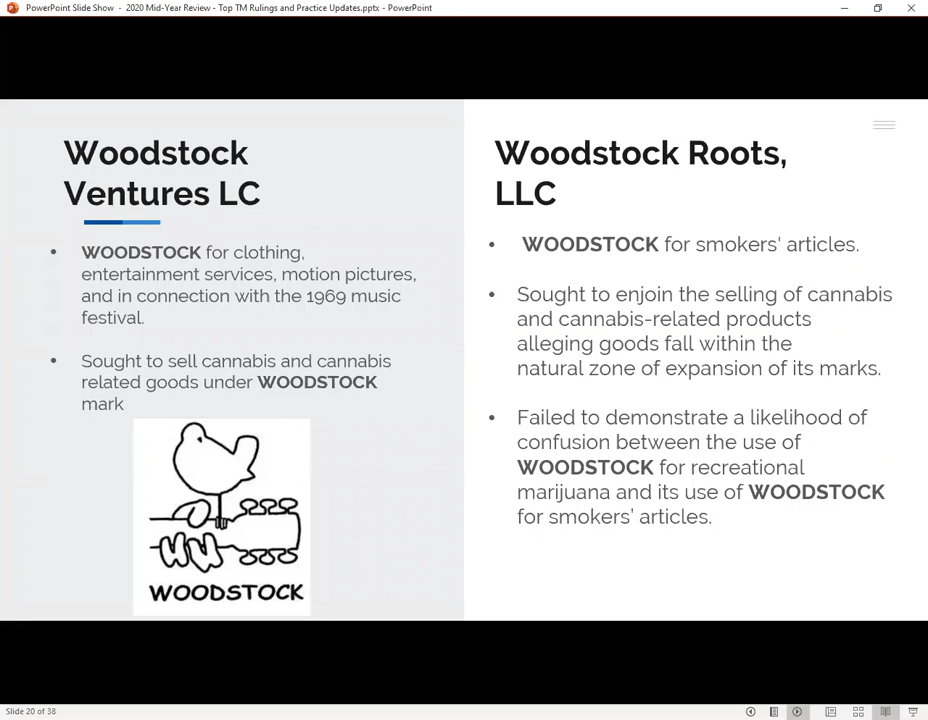 PowerPoint Slide Show - 2020 Mid-Year Review - Top TM Rulings and Practice Updates.pptx - PowerPoint
Woodstock
Ventures LC
• WOODSTOCK for clothing,
entertainment services, motion pictures,
and in connection with the 1969 music
festival.
• Sought to sell cannabis and cannabis
related goods under WOODSTOCK
mark
WOODSTOCK
Woodstock Roots,
LLC
• WOODSTOCK for smokers' articles.
• Sought to enjoin the selling of cannabis
and cannabis-related products
alleging goods fall within the
natural zone of expansion of its marks.
• Failed to demonstrate a likelihood of
confusion between the use of
WOODSTOCK for recreational
marijuana and its use of WOODSTOCK
for smokers’ articles.
Slide 20 of 38